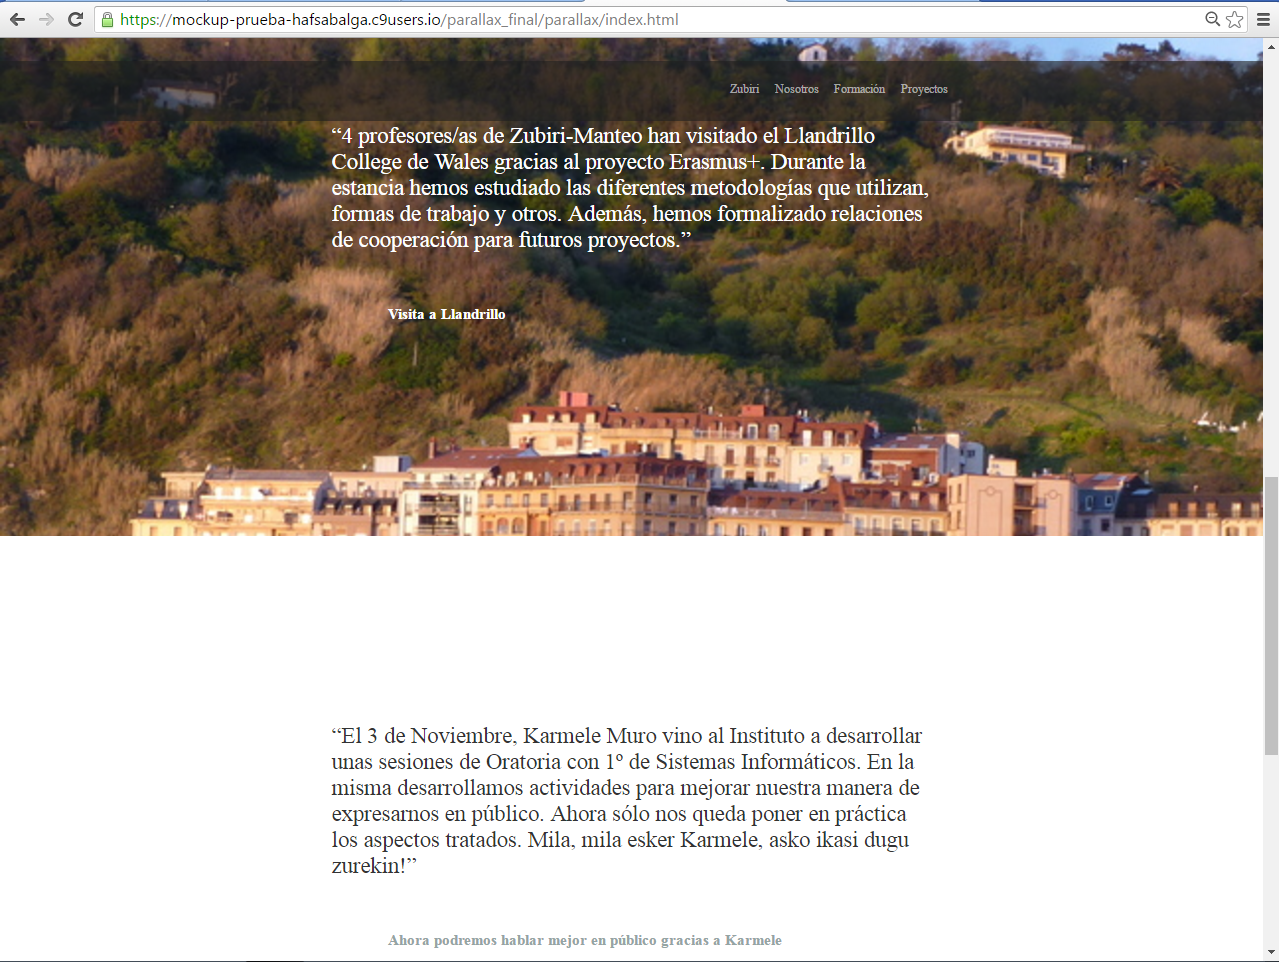 https://mockup-prueba-hafsabalga.c9users.io/parallax_final/parallax/index.html
Zubiri Nosotros Formación Proyectos
“4 profesores/as de Zubiri-Manteo han visitado el Llandrillo
College de Wales gracias al proyecto Erasmus+. Durante la
estancia hemos estudiado las diferentes metodologías que utilizan,
formas de trabajo y otros. Además, hemos formalizado relaciones
de cooperación para futuros proyectos.”
Visita a Llandrillo
“El 3 de Noviembre, Karmele Muro vino al Instituto a desarrollar
unas sesiones de Oratoria con 1º de Sistemas Informáticos. En la
misma desarrollamos actividades para mejorar nuestra manera de
expresarnos en público. Ahora sólo nos queda poner en práctica
los aspectos tratados. Mila, mila esker Karmele, asko ikasi dugu
zurekin!”
Ahora podremos hablar mejor en público gracias a Karmele